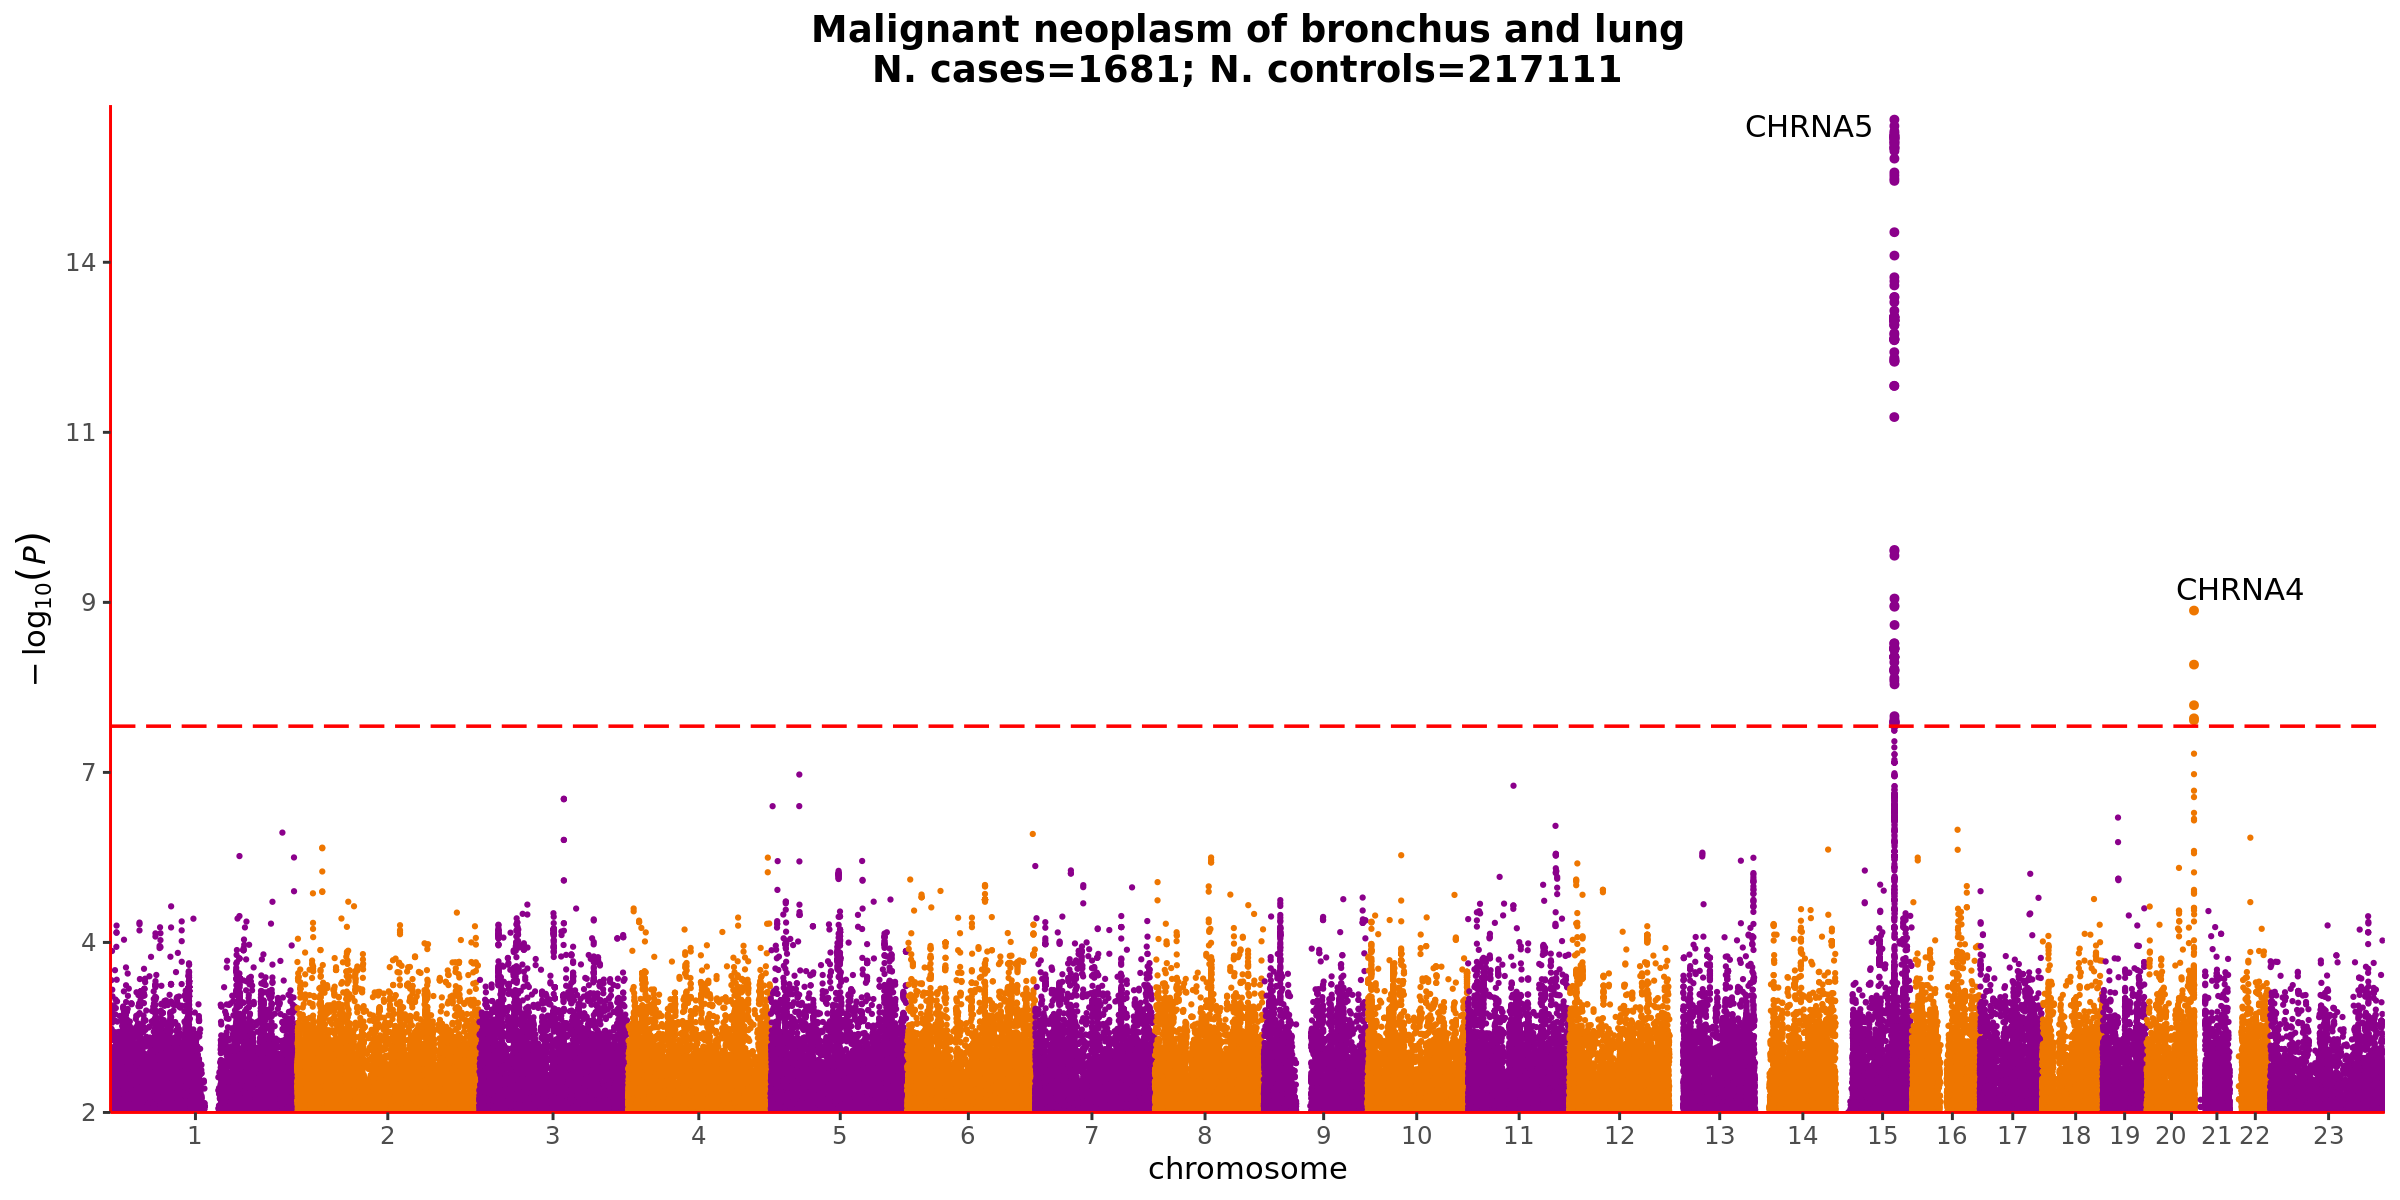 Malignant neoplasm of bronchus and lung
N. cases=1681; N. controls=217111
CHRNA5
CHRNA4
14
11
9
7
4
2
−log10(P)
1 2 3 4 5 6 7 8 9 10 11 12 13 14 15 16 17 18 19 20 21 22 23
chromosome